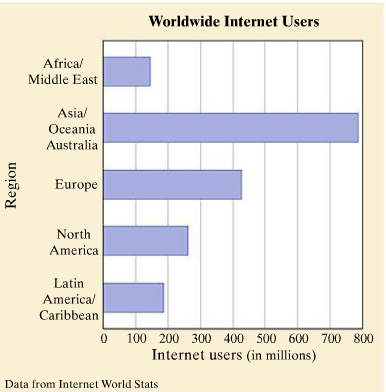 Worldwide Internet Users
Africa/
Middle East
Asia/
Oceania
Australia
Europe
North
America
Latin
America/
Caribbean
Region
0 100 200 300 400 500 600 700 800
Internet users (in millions)
Data from Internet World Stats